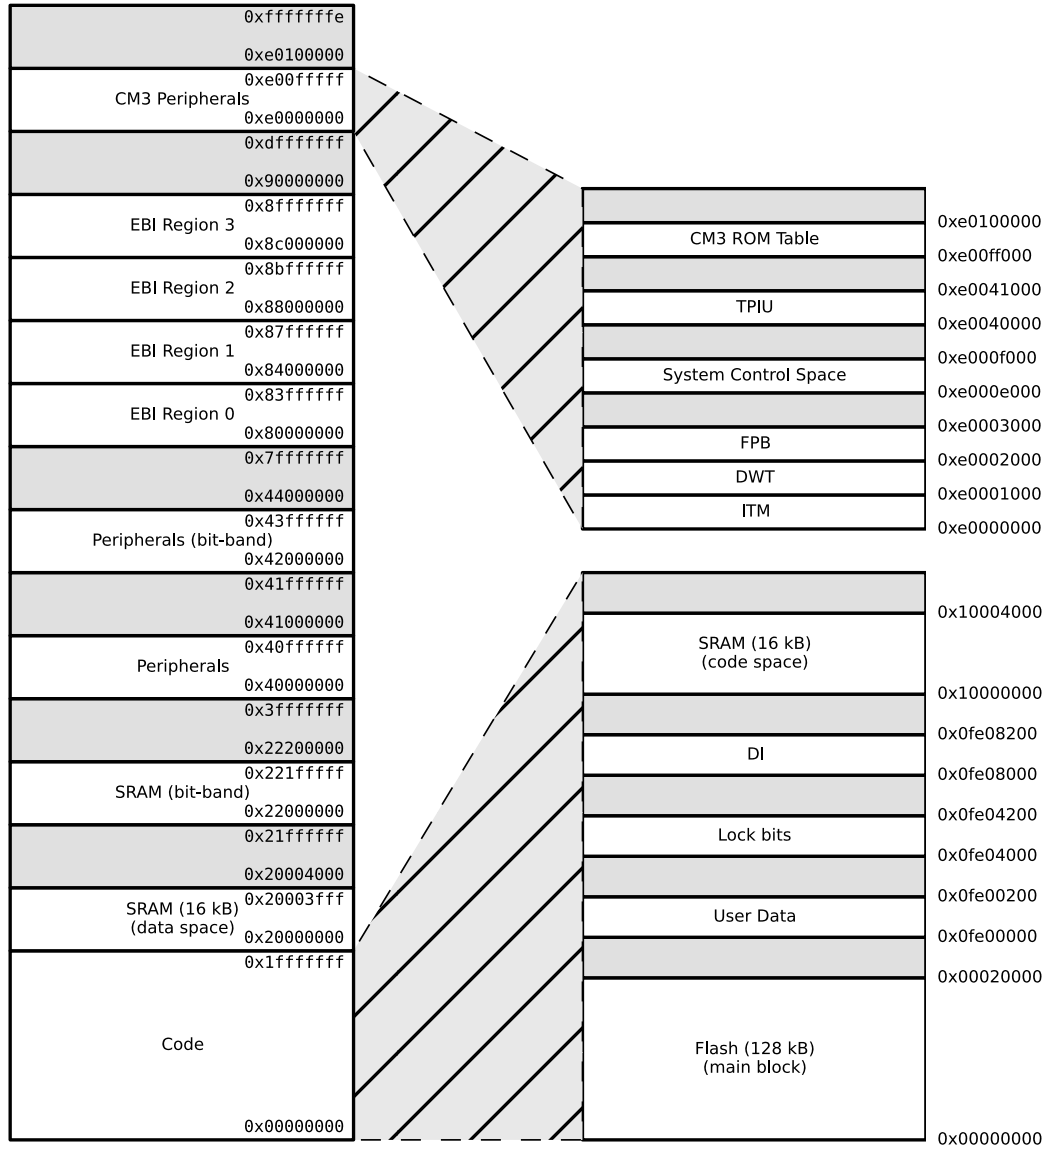 0xfffffffe
0xe0100000
0xe00fffff
CM3 Peripherals
0xe0000000
0xdfffffff
0x90000000
0x8fffffff
EBI Region 3
0x8c000000
0x8bffffff
EBI Region 2
0x88000000
0x87ffffff
EBI Region 1
0x84000000
0x83ffffff
EBI Region 0
0x80000000
0x7fffffff
0x44000000
0x43ffffff
Peripherals (bit-band)
0x42000000
0x41ffffff
0x41000000
0x40ffffff
Peripherals
0x40000000
0x3fffffff
0x22200000
0x221fffff
SRAM (bit-band)
0x22000000
0x21ffffff
0x20004000
0x20003fff
SRAM (16 kB)
(data space)
0x20000000
0x1fffffff
Code
0x00000000
0xe0100000
CM3 ROM Table
0xe00ff000
0xe0041000
TPIU
0xe0040000
0xe000f000
System Control Space
0xe000e000
0xe0003000
FPB
0xe0002000
DWT
0xe0001000
ITM
0xe0000000
0x10004000
SRAM (16 kB)
(code space)
0x10000000
0x0fe08200
DI
0x0fe08000
0x0fe04200
Lock bits
0x0fe04000
0x0fe00200
User Data
0x0fe00000
0x00020000
Flash (128 kB)
(main block)
0x00000000